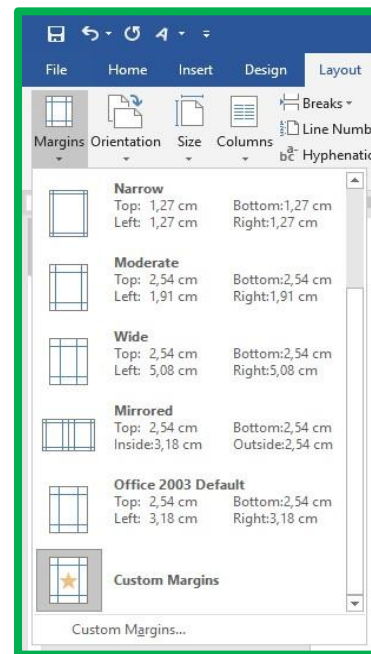 File Home Insert Design Layout
Margins Orientation Size Columns
Breaks
Line Numb
Hyphenatio
Narrow
Top: 1,27 cm Bottom:1,27 cm
Left: 1,27 cm Right:1,27 cm
Moderate
Top: 2,54 cm Bottom:2,54 cm
Left: 1,91 cm Right:1,91 cm
Wide
Top: 2,54 cm Bottom:2,54 cm
Left: 5,08 cm Right:5,08 cm
Mirrored
Top: 2,54 cm Bottom:2,54 cm
Inside:3,18 cm Outside:2,54 cm
Office 2003 Default
Top: 2,54 cm Bottom:2,54 cm
Left: 3,18 cm Right:3,18 cm
Custom Margins
Custom Margins...